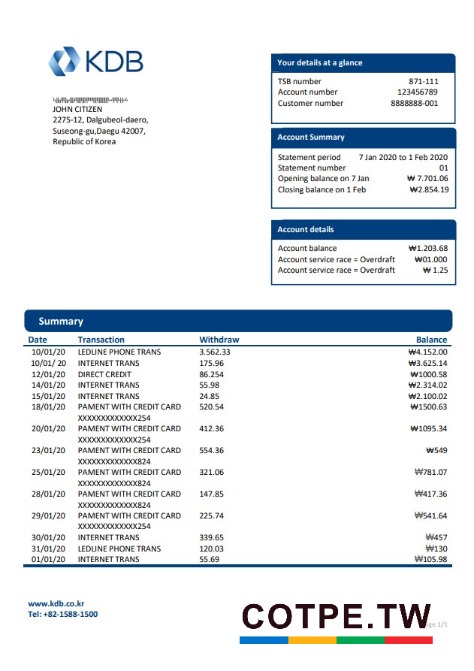 KDB
JOHN CITIZEN
2275-12, Dalgubeol-daero,
Suseong-gu,Daegu 42007,
Republic of Korea
Your details at a glance
TSB number 871-111
Account number 123456789
Customer number 8888888-001
Account Summary
Statement period 7 Jan 2020 to 1 Feb 2020
Statement number 01
Opening balance on 7 Jan ₩ 7.701.06
Closing balance on 1 Feb ₩2.854.19
Account details
Account balance ₩1.203.68
Account service race = Overdraft ₩01.000
Account service race = Overdraft ₩ 1.25
Summary
Date Transaction Withdraw Balance
10/01/20 LEDLINE PHONE TRANS 3.562.33 ₩4.152.00
10/01/ 20 INTERNET TRANS 175.96 ₩3.625.14
12/01/20 DIRECT CREDIT 86.254 ₩1000.58
14/01/20 INTERNET TRANS 55.98 ₩2.314.02
15/01/20 INTERNET TRANS 24.85 ₩2.100.02
18/01/20 PAMENT WITH CREDIT CARD 520.54 ₩1500.63
XXXXXXXXXXXXX254
20/01/20 PAMENT WITH CREDIT CARD 412.36 ₩1095.34
XXXXXXXXXXXXX254
23/01/20 PAMENT WITH CREDIT CARD 554.36 ₩549
XXXXXXXXXXXXX824
25/01/20 PAMENT WITH CREDIT CARD 321.06 ₩781.07
XXXXXXXXXXXXX824
28/01/20 PAMENT WITH CREDIT CARD 147.85 ₩417.36
XXXXXXXXXXXXX824
29/01/20 PAMENT WITH CREDIT CARD 225.74 ₩541.64
XXXXXXXXXXXXX254
30/01/20 INTERNET TRANS 339.65 ₩457
31/01/20 LEDLINE PHONE TRANS 120.03 ₩130
01/01/20 INTERNET TRANS 55.69 ₩105.98
www.kdb.co.kr
Tel: +82-1588-1500
COTPE.TW
1/1